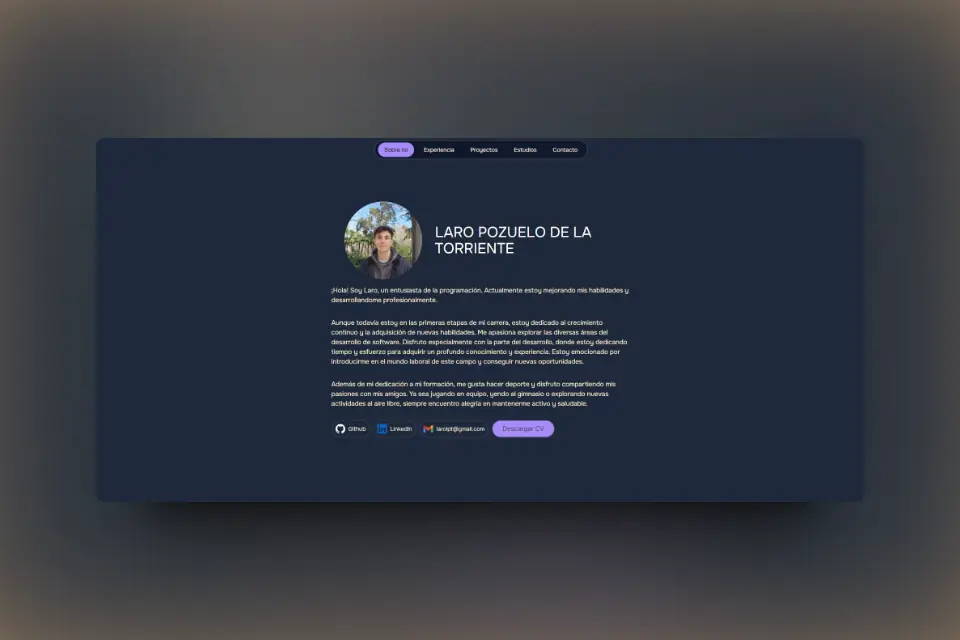 Sobre mí
Experiencia
Proyectos
Estudios
Contacto
LARO POZUELO DE LA
TORRIENTE
¡Hola! Soy Laro, un entusiasta de la programación. Actualmente estoy mejorando mis habilidades y
desarrollandome profesionalmente.
Aunque todavía estoy en las primeras etapas de mi carrera, estoy dedicado al crecimiento
continuo y la adquisición de nuevas habilidades. Me apasiona explorar las diversas áreas del
desarrollo de software. Disfruto especialmente con la parte del desarrollo, donde estoy dedicando
tiempo y esfuerzo para adquirir un profundo conocimiento y experiencia. Estoy emocionado por
introducirme en el mundo laboral de este campo y conseguir nuevas oportunidades.
Además de mi dedicación a mi formación, me gusta hacer deporte y disfruto compartiendo mis
pasiones con mis amigos. Ya sea jugando en equipo, yendo al gimnasio o explorando nuevas
actividades al aire libre, siempre encuentro alegría en mantenerme activo y saludable.
Github
LinkedIn
Descargar CV